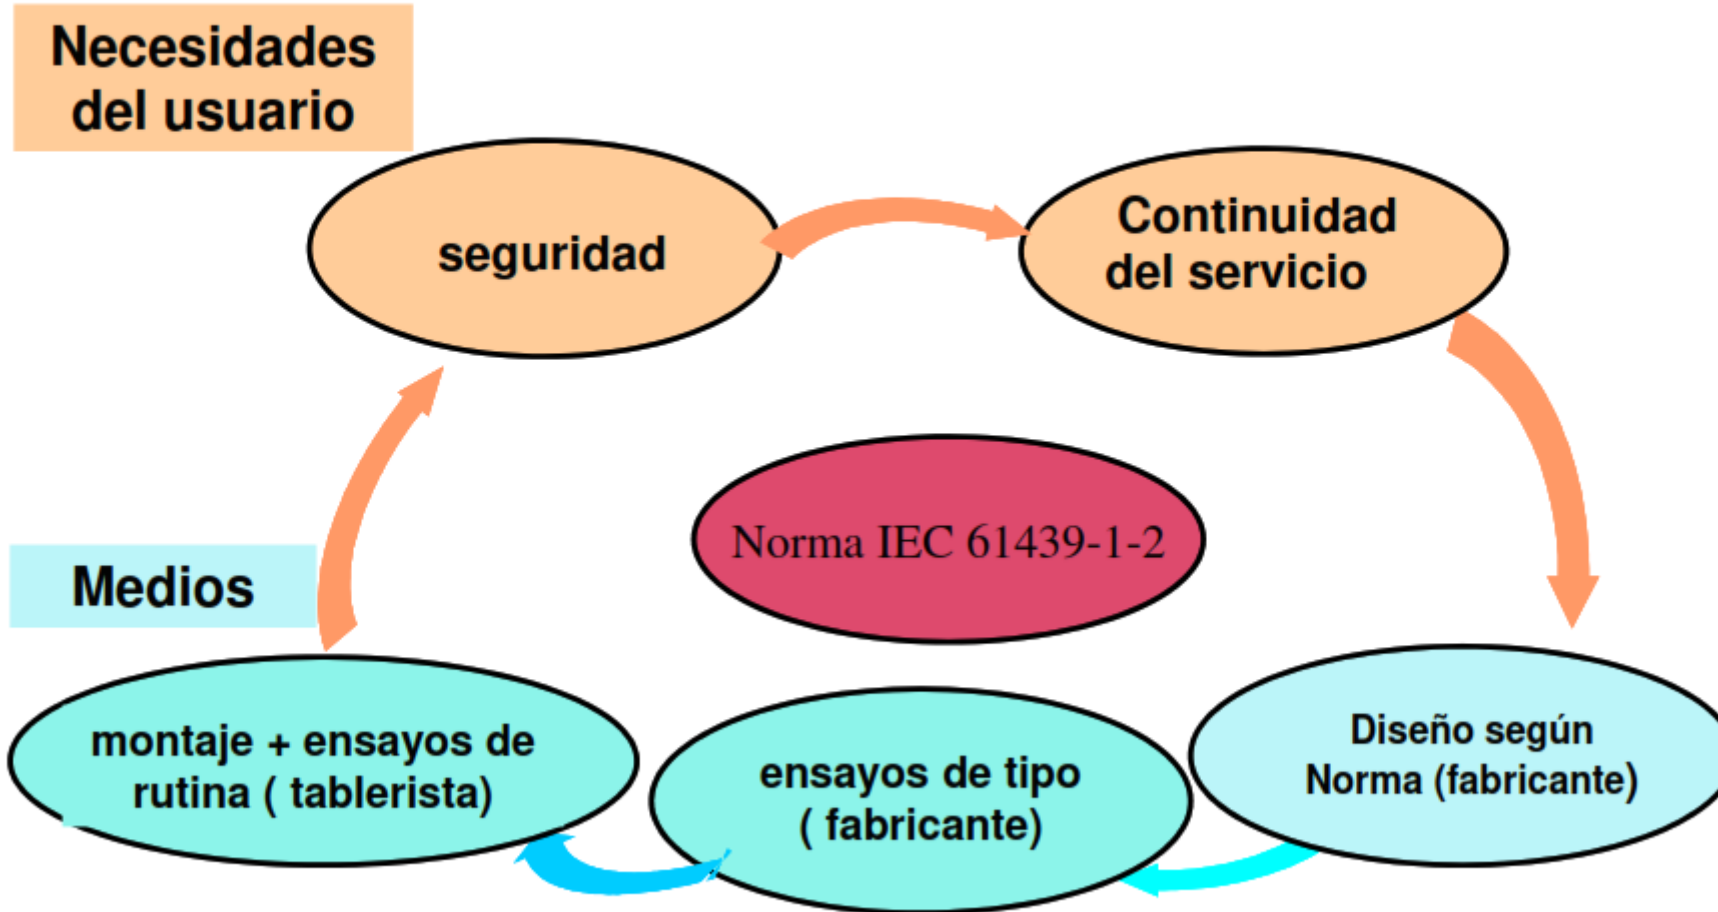 Necesidades
del usuario
seguridad
Continuidad
del servicio
Norma IEC 61439-1-2
Medios
montaje + ensayos de
rutina ( tablerista)
ensayos de tipo
( fabricante)
Diseño según
Norma (fabricante)